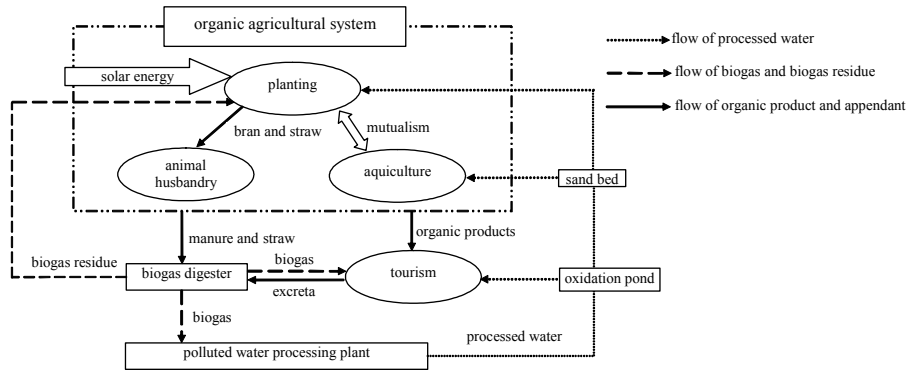 organic agricultural system
flow of processed water
solar energy
planting
flow of biogas and biogas residue
bran and straw
mutualism
flow of organic product and appendant
animal
husbandry
aquiculture
sand bed
manure and straw
organic products
biogas residue
biogas digester
biogas
excreta
tourism
oxidation pond
biogas
processed water
polluted water processing plant